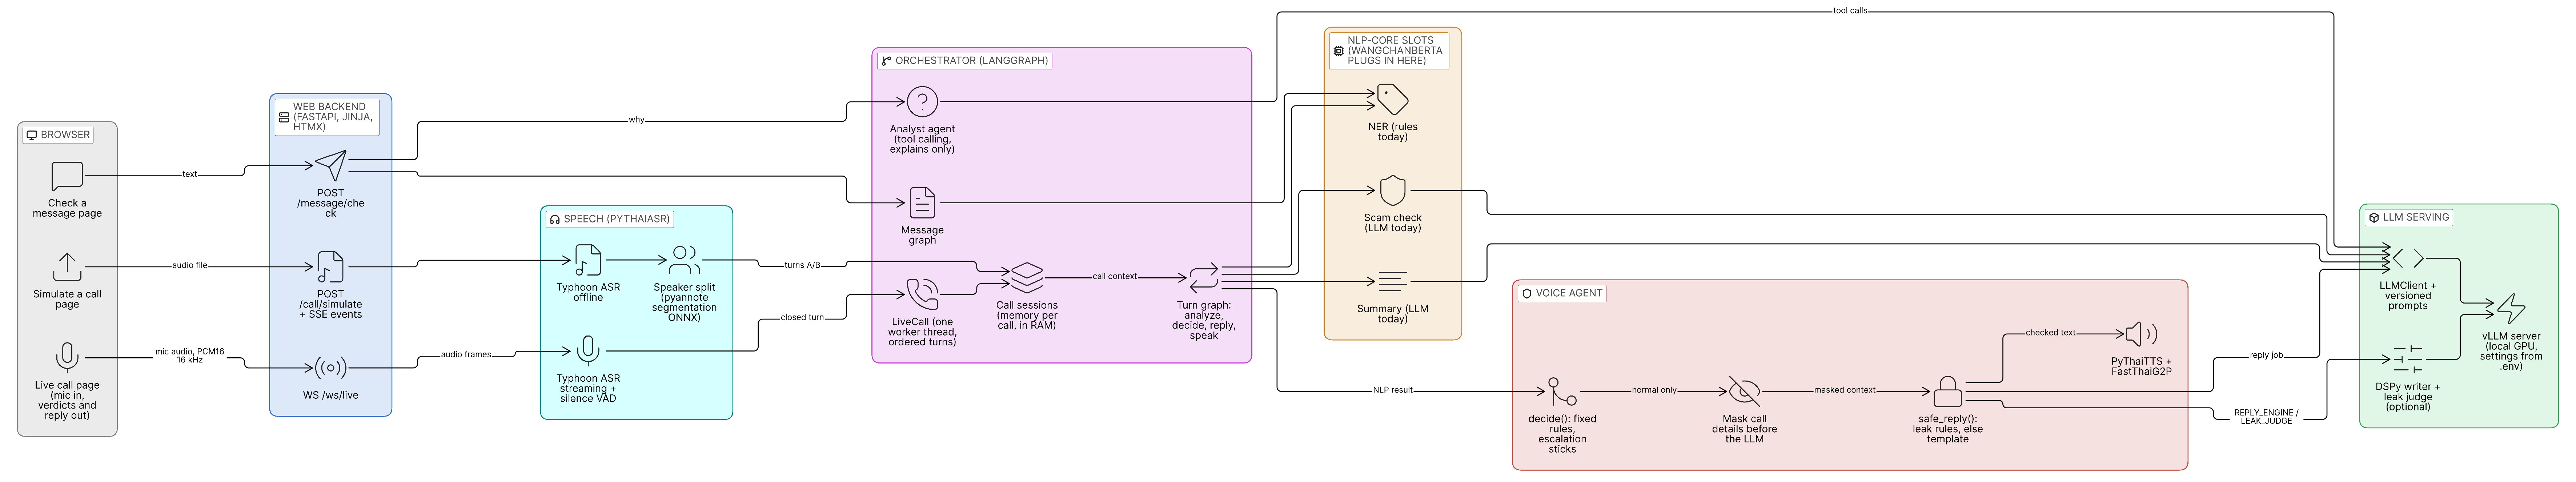 BROWSER
Check a
message page
Simulate a call
page
Live call page
(mic in,
verdicts and
reply out)
text
audio file
mic audio, PCM16
16 kHz
WEB BACKEND
(FASTAPI, JINJA,
HTMX)
POST
/message/che
ck
POST
/call/simulate
+ SSE events
WS /ws/live
why
audio frames
SPEECH (PYTHAIASR)
Typhoon ASR
offline
Speaker split
(pyannote
segmentation
ONNX)
Typhoon ASR
streaming +
silence VAD
turns A/B
closed turn
ORCHESTRATOR (LANGGRAPH)
Analyst agent
(tool calling,
explains only)
Message
graph
LiveCall (one
worker thread,
ordered turns)
Call sessions
(memory per
call, in RAM)
call context
Turn graph:
analyze,
decide, reply,
speak
NLP-CORE SLOTS
(WANGCHANBERTA
PLUGS IN HERE)
NER (rules
today)
Scam check
(LLM today)
Summary (LLM
today)
tool calls
NLP result
VOICE AGENT
decide(): fixed
rules,
escalation
sticks
normal only
Mask call
details before
the LLM
masked context
safe_reply():
leak rules, else
template
checked text
PyThaiTTS +
FastThaiG2P
reply job
REPLY_ENGINE /
LEAK_JUDGE
LLM SERVING
LLMClient +
versioned
prompts
DSPy writer +
leak judge
(optional)
vLLM server
(local GPU,
settings from
.env)